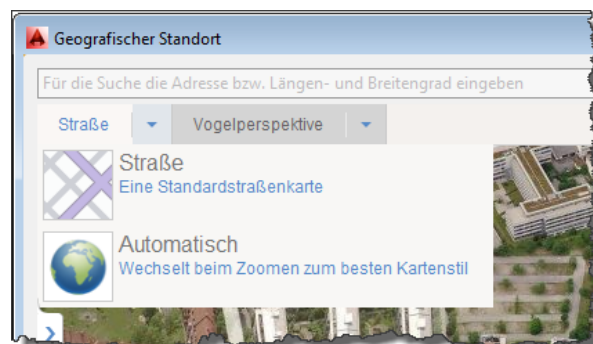 Geografischer Standort
Für die Suche die Adresse bzw. Längen- und Breitengrad eingeben
Straße Vogelperspektive
Straße
Eine Standardstraßenkarte
Automatisch
Wechselt beim Zoomen zum besten Kartenstil